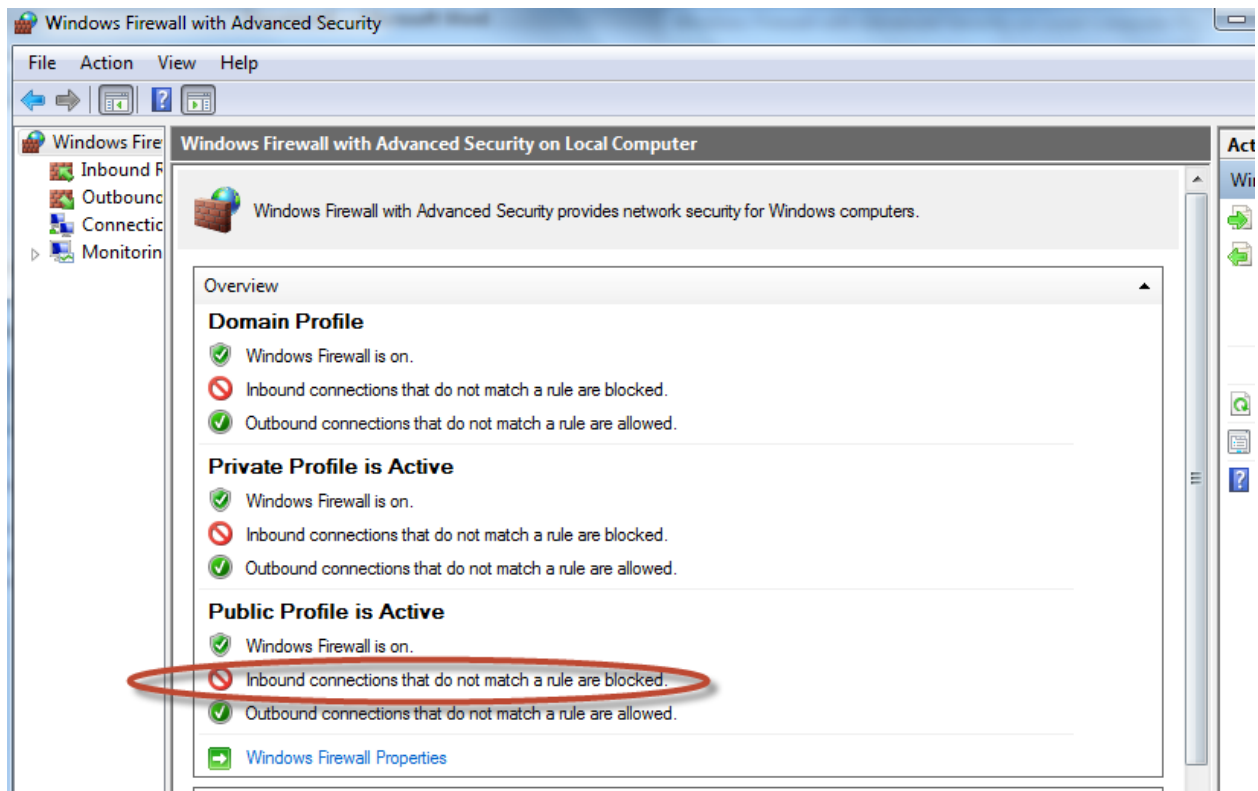 Windows Firewall with Advanced Security
File Action View Help
Windows Fire
Windows Firewall with Advanced Security on Local Computer
Act
Inbound R
Wi
Outbound
Windows Firewall with Advanced Security provides network security for Windows computers.
Connectio
Monitorin
Overview
Domain Profile
Windows Firewall is on.
Inbound connections that do not match a rule are blocked.
Outbound connections that do not match a rule are allowed.
Private Profile is Active
Windows Firewall is on.
Inbound connections that do not match a rule are blocked.
Outbound connections that do not match a rule are allowed.
Public Profile is Active
Windows Firewall is on.
Inbound connections that do not match a rule are blocked.
Outbound connections that do not match a rule are allowed.
Windows Firewall Properties